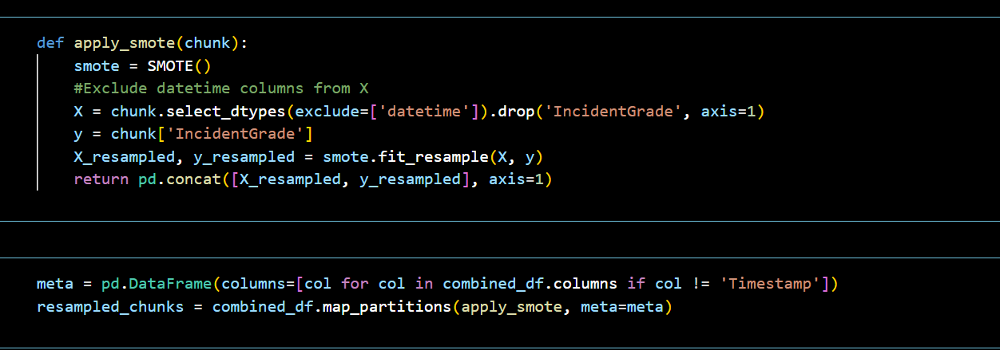 def apply_smote(chunk):
    smote = SMOTE()
    #Exclude datetime columns from X
    X = chunk.select_dtypes(exclude=['datetime']).drop('IncidentGrade', axis=1)
    y = chunk['IncidentGrade']
    X_resampled, y_resampled = smote.fit_resample(X, y)
    return pd.concat([X_resampled, y_resampled], axis=1)
meta = pd.DataFrame(columns=[col for col in combined_df.columns if col != 'Timestamp'])
resampled_chunks = combined_df.map_partitions(apply_smote, meta=meta)